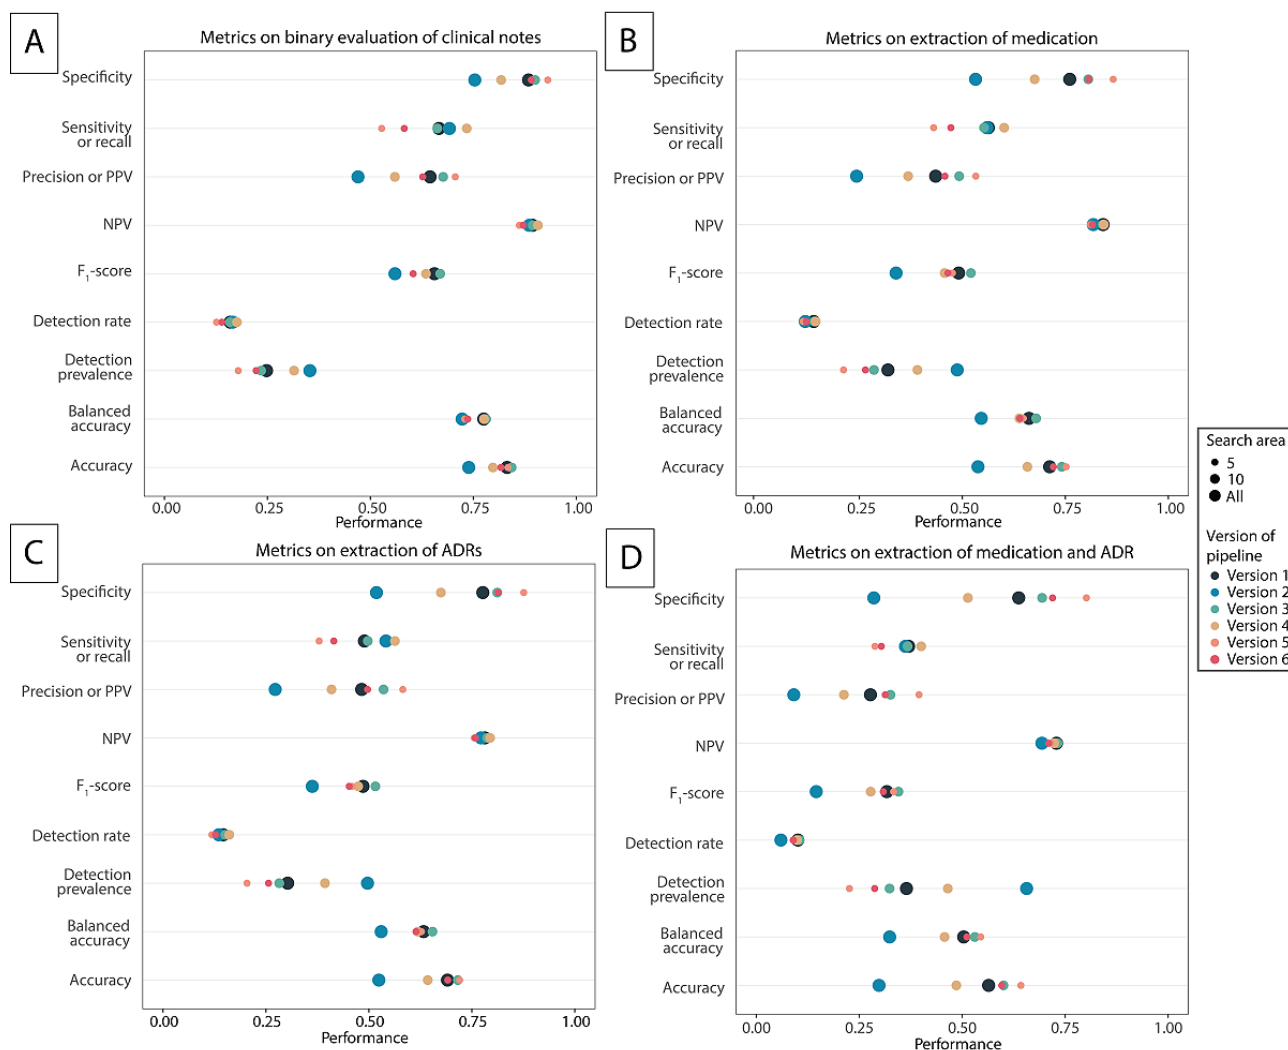 A
Metrics on binary evaluation of clinical notes
Specificity
Sensitivity
or recall
Precision or PPV
NPV
F1-score
Detection rate
Detection
prevalence
Balanced
accuracy
Accuracy
0.00 0.25 0.50 0.75 1.00
Performance
B
Metrics on extraction of medication
Specificity
Sensitivity
or recall
Precision or PPV
NPV
F1-score
Detection rate
Detection
prevalence
Balanced
accuracy
Accuracy
0.00 0.25 0.50 0.75 1.00
Performance
Search area
5
10
All
Version of
pipeline
Version 1
Version 2
Version 3
Version 4
Version 5
Version 6
C
Metrics on extraction of ADRs
Specificity
Sensitivity
or recall
Precision or PPV
NPV
F1-score
Detection rate
Detection
prevalence
Balanced
accuracy
Accuracy
0.00 0.25 0.50 0.75 1.00
Performance
D
Metrics on extraction of medication and ADR
Specificity
Sensitivity
or recall
Precision or PPV
NPV
F1-score
Detection rate
Detection
prevalence
Balanced
accuracy
Accuracy
0.00 0.25 0.50 0.75 1.00
Performance